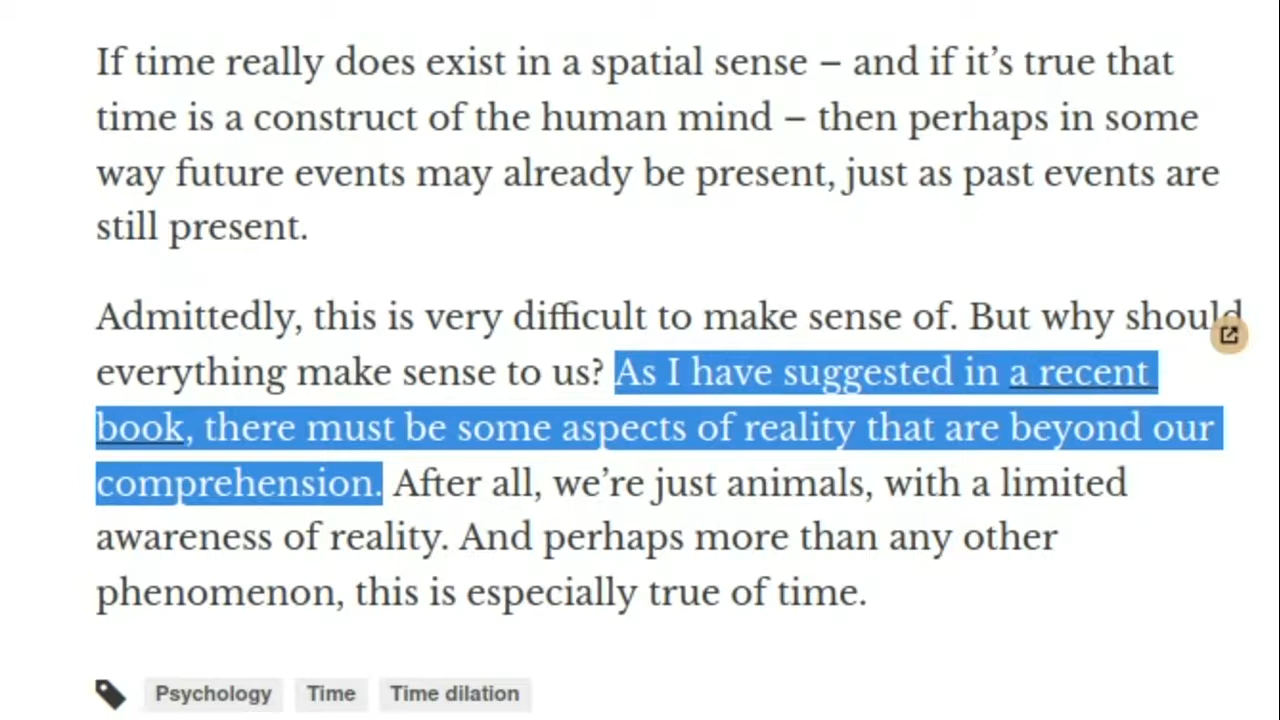 If time really does exist in a spatial sense – and if it’s true that
time is a construct of the human mind – then perhaps in some
way future events may already be present, just as past events are
still present.
Admittedly, this is very difficult to make sense of. But why should
everything make sense to us? As I have suggested in a recent
book, there must be some aspects of reality that are beyond our
comprehension. After all, we’re just animals, with a limited
awareness of reality. And perhaps more than any other
phenomenon, this is especially true of time.
Psychology Time Time dilation